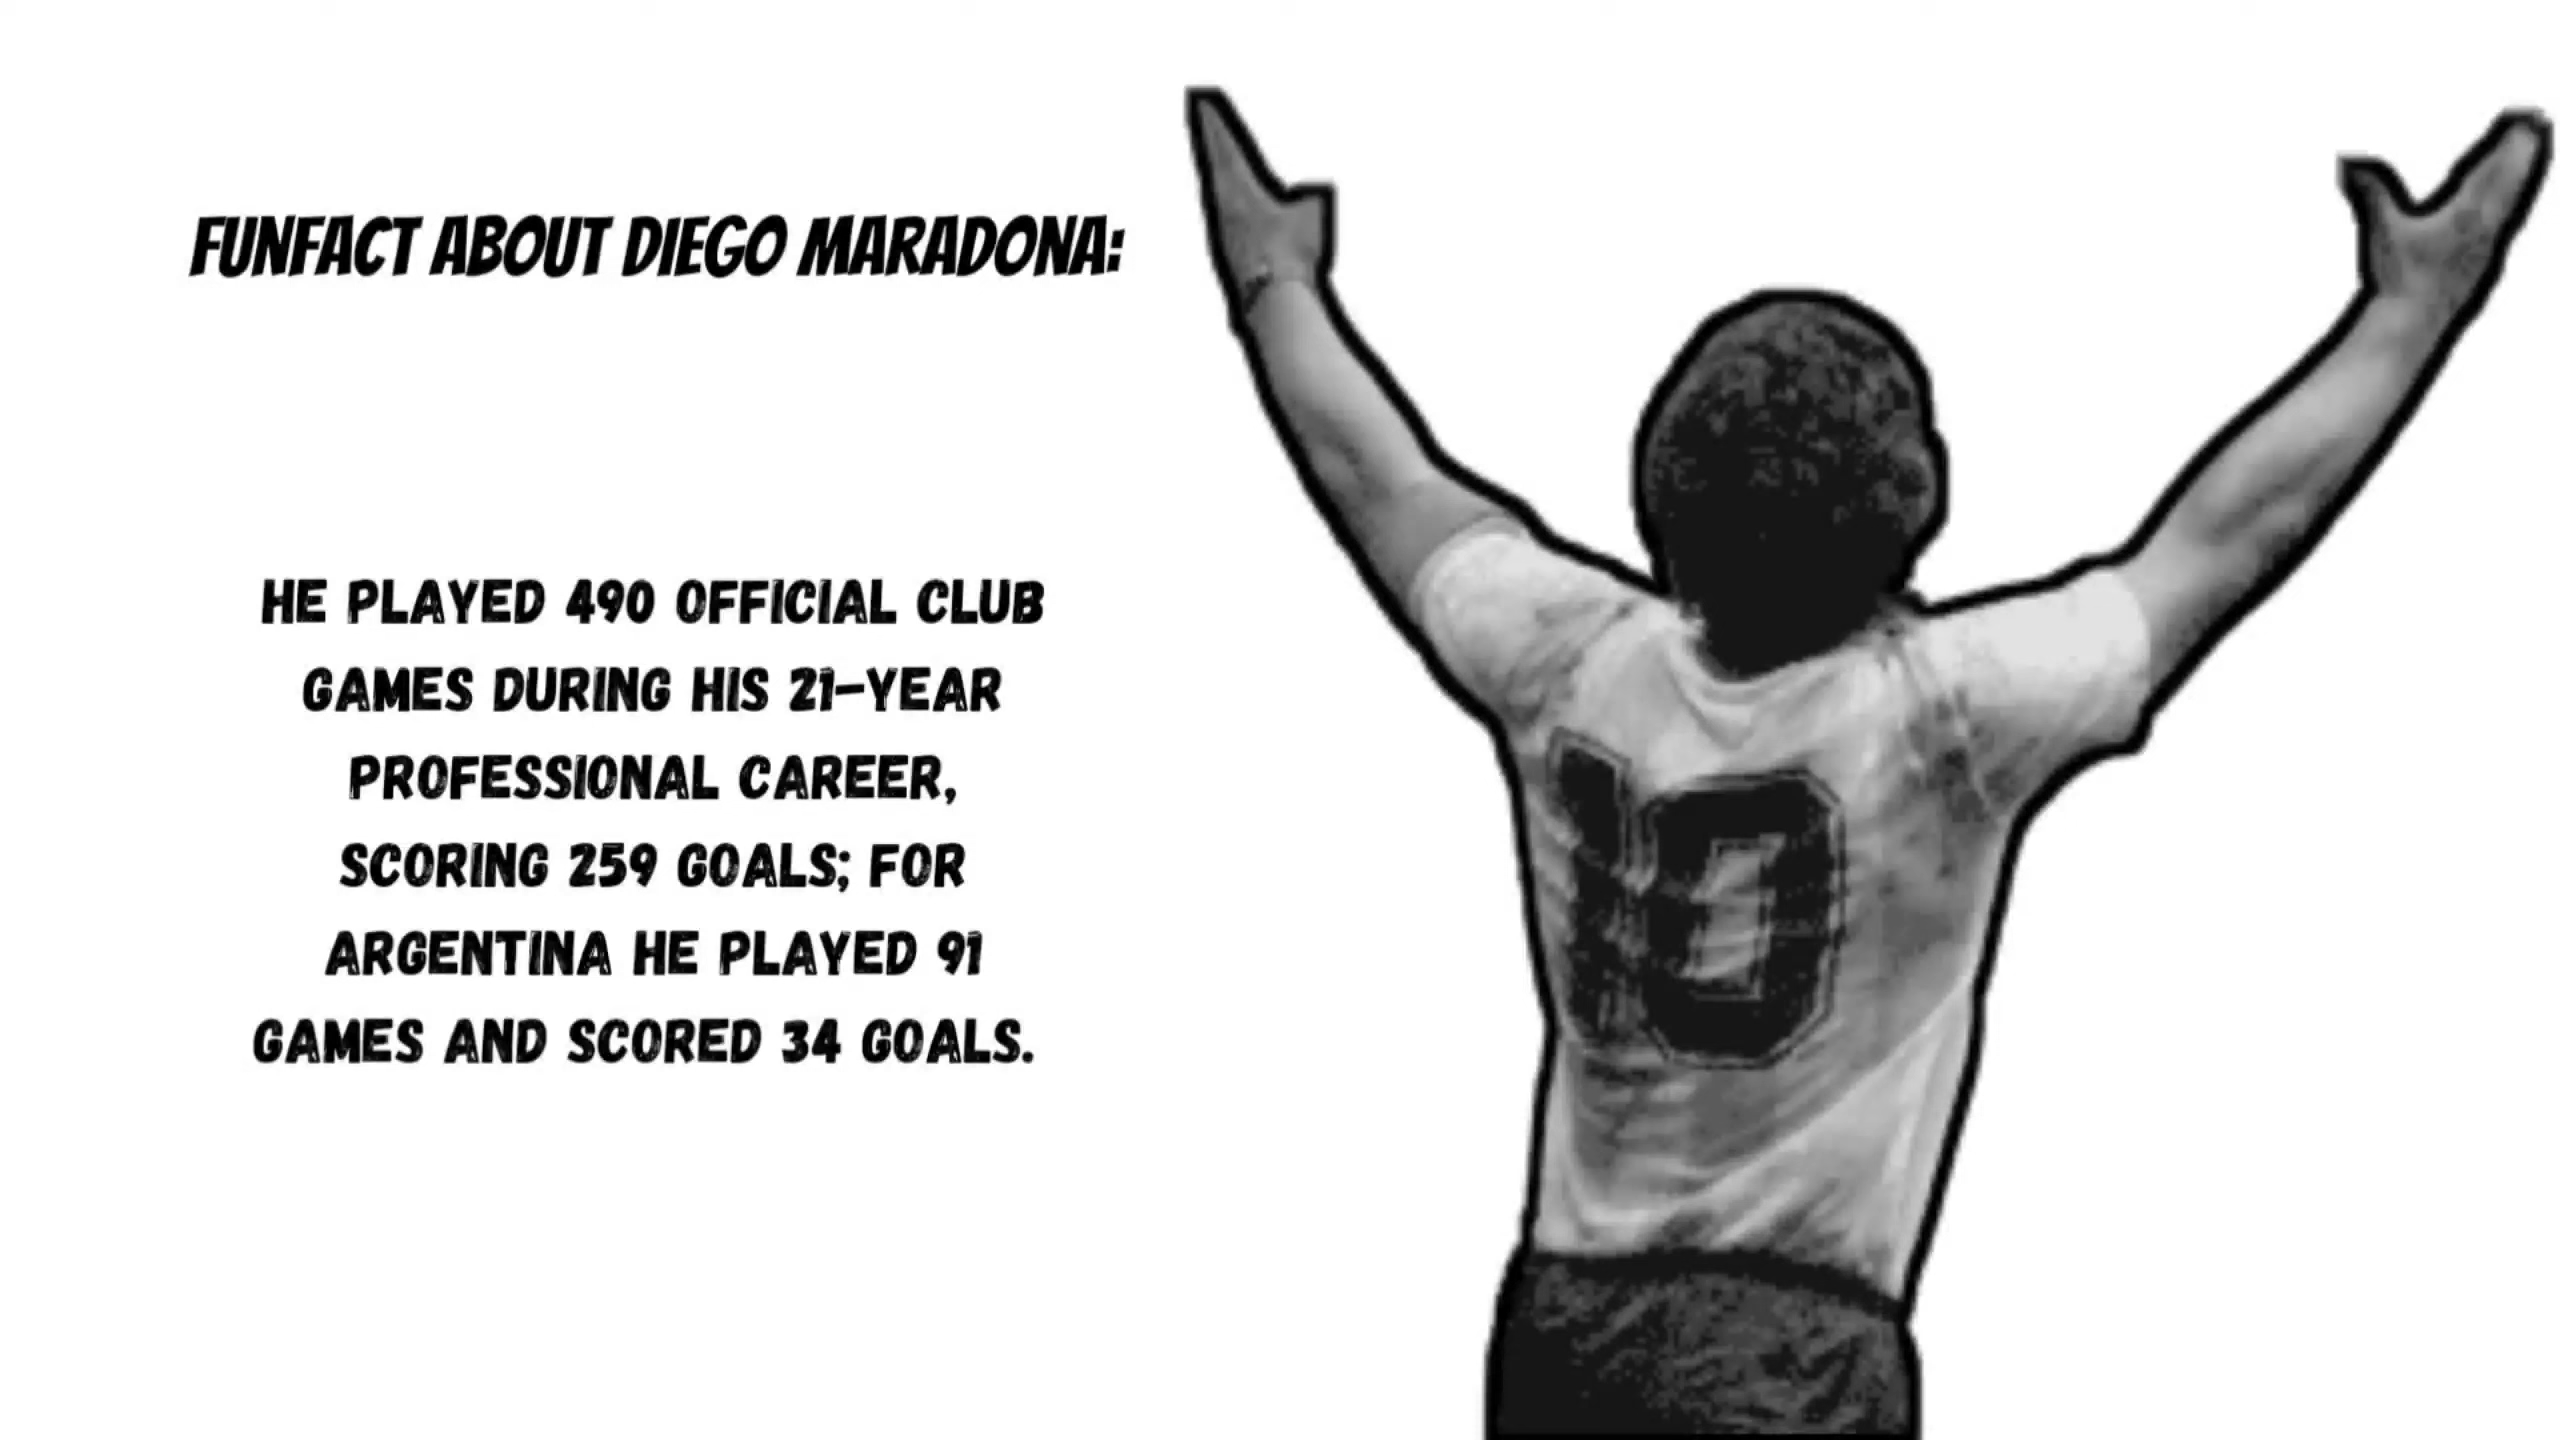 FUNFACT ABOUT DIEGO MARADONA:
HE PLAYED 490 OFFICIAL CLUB
GAMES DURING HIS 21-YEAR
PROFESSIONAL CAREER,
SCORING 259 GOALS; FOR
ARGENTINA HE PLAYED 91
GAMES AND SCORED 34 GOALS.
10